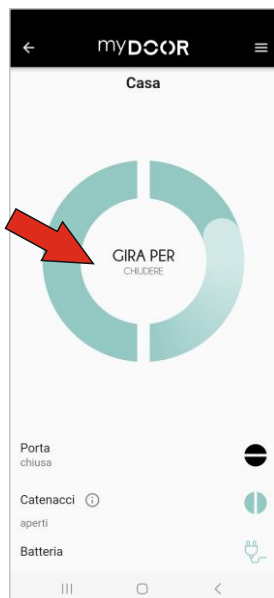 myDOOR
Casa
GIRA PER
CHIUDERE
Porta
chiusa
Catenacci
aperti
Batteria